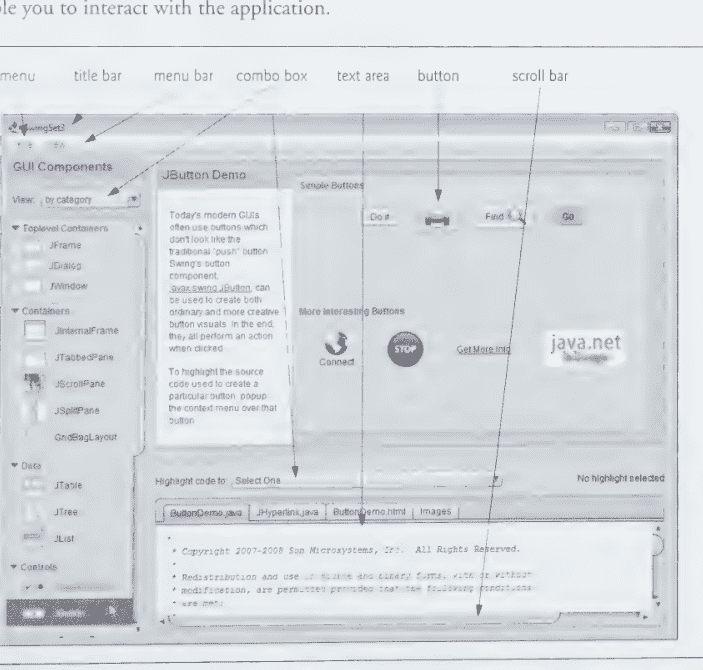 le you to interact with the application.
menu title bar menu bar combo box text area button scroll bar
SwingSet3
GUI Components
View: by category
Toplevel Containers
JFrame
JDialog
JWindow
Containers
JInternalFrame
JTabbedPane
JScrollPane
JSplitPane
GridBagLayout
Data
JTable
JTree
JList
Controls
JButton Demo
Today's modern GUIs
often use buttons which
don't look like the
traditional "push" button
Swing's button
component,
javax.swing.JButton, can
be used to create both
ordinary and more creative
button visuals. In the end,
they all perform an action
when clicked
To highlight the source
code used to create a
particular button, popup
the context menu over that
button
Simple Buttons
Do it Find Go
More Interesting Buttons
Connect STOP Get More Info java.net
Highlight code to: Select One No highlight selected
ButtonDemo.java JHyperlink.java ButtonDemo.html Images
*
* Copyright 2007-2008 Sun Microsystems, Inc. All Rights Reserved.
*
* Redistribution and use in source and binary forms, with or without
* modification, are permitted provided that the following conditions
* are met:
*